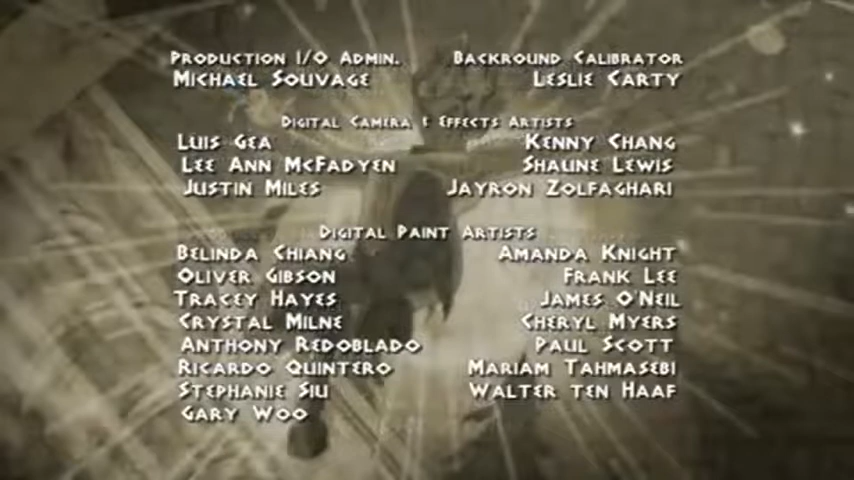 Production I/O Admin. Backround Calibrator
Michael Souvage Leslie Carty
Digital Camera & Effects Artists
Luis Gea Kenny Chang
Lee Ann McFadyen Shaune Lewis
Justin Miles Jayron Zolfaghari
Digital Paint Artists
Belinda Chiang Amanda Knight
Oliver Gibson Frank Lee
Tracey Hayes James O'Neil
Crystal Milne Cheryl Myers
Anthony Redoblado Paul Scott
Ricardo Quintero Mariam Tahmasebi
Stephanie Siu Walter ten Haaf
Gary Woo